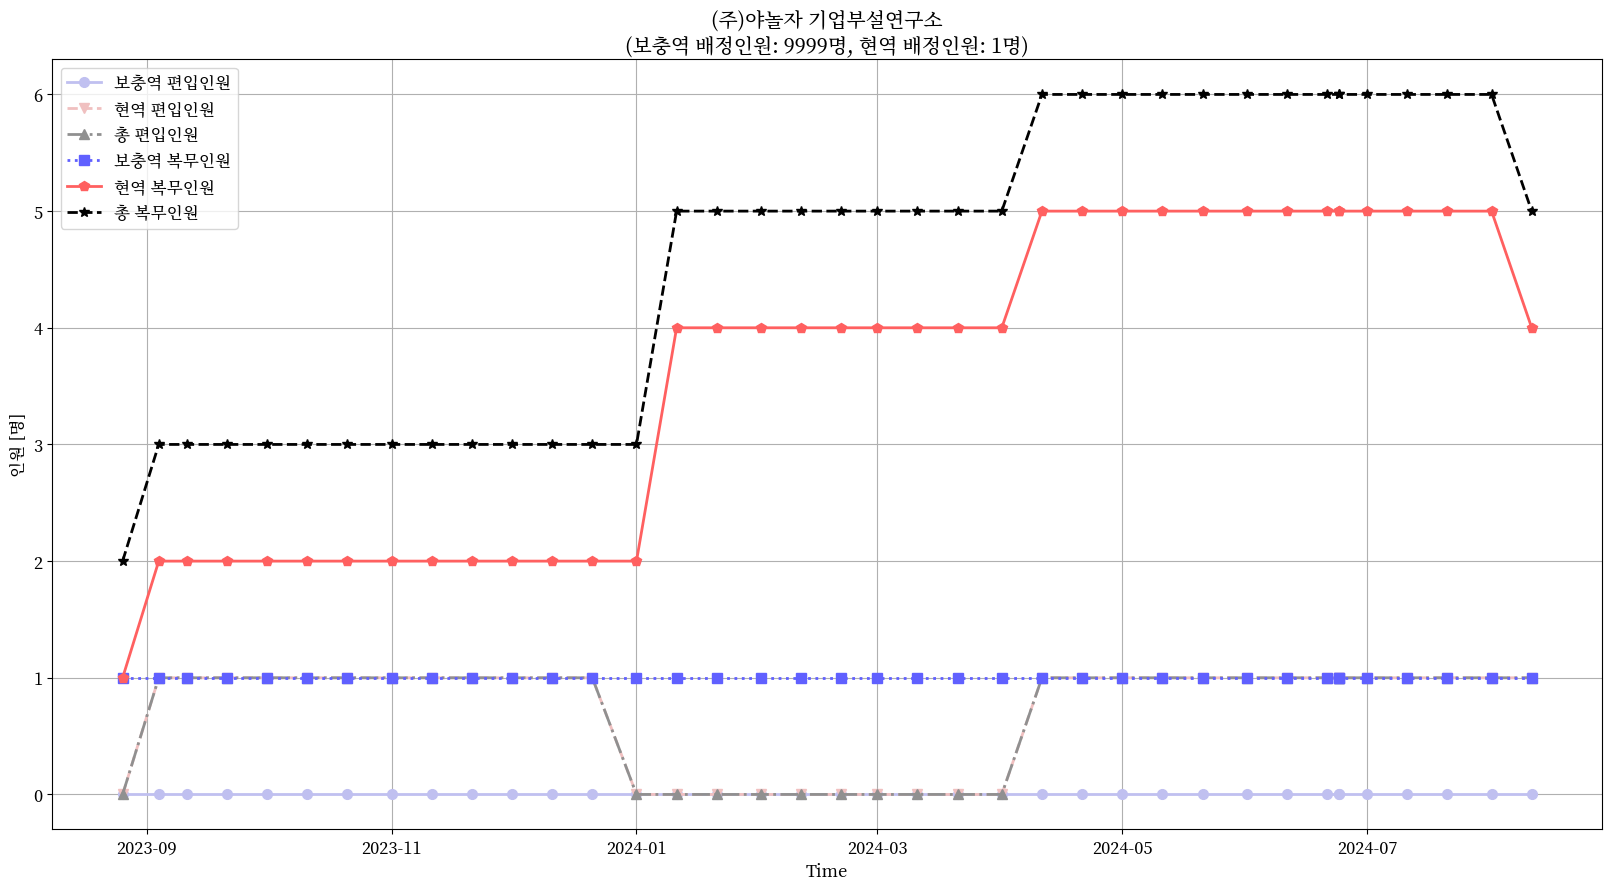 (주)야놀자 기업부설연구소
(보충역 배정인원: 9999명, 현역 배정인원: 1명)
보충역 편입인원
현역 편입인원
총 편입인원
보충역 복무인원
현역 복무인원
총 복무인원
인원 [명]
6
5
4
3
2
1
0
2023-09
2023-11
2024-01
2024-03
2024-05
2024-07
Time